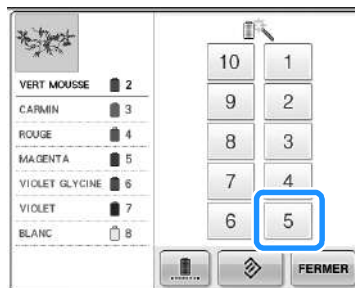 VERT MOUSSE 2
CARMIN 3
ROUGE 4
MAGENTA 5
VIOLET GLYCINE 6
VIOLET 7
BLANC 8
10 1
9 2
8 3
7 4
6 5
FERMER